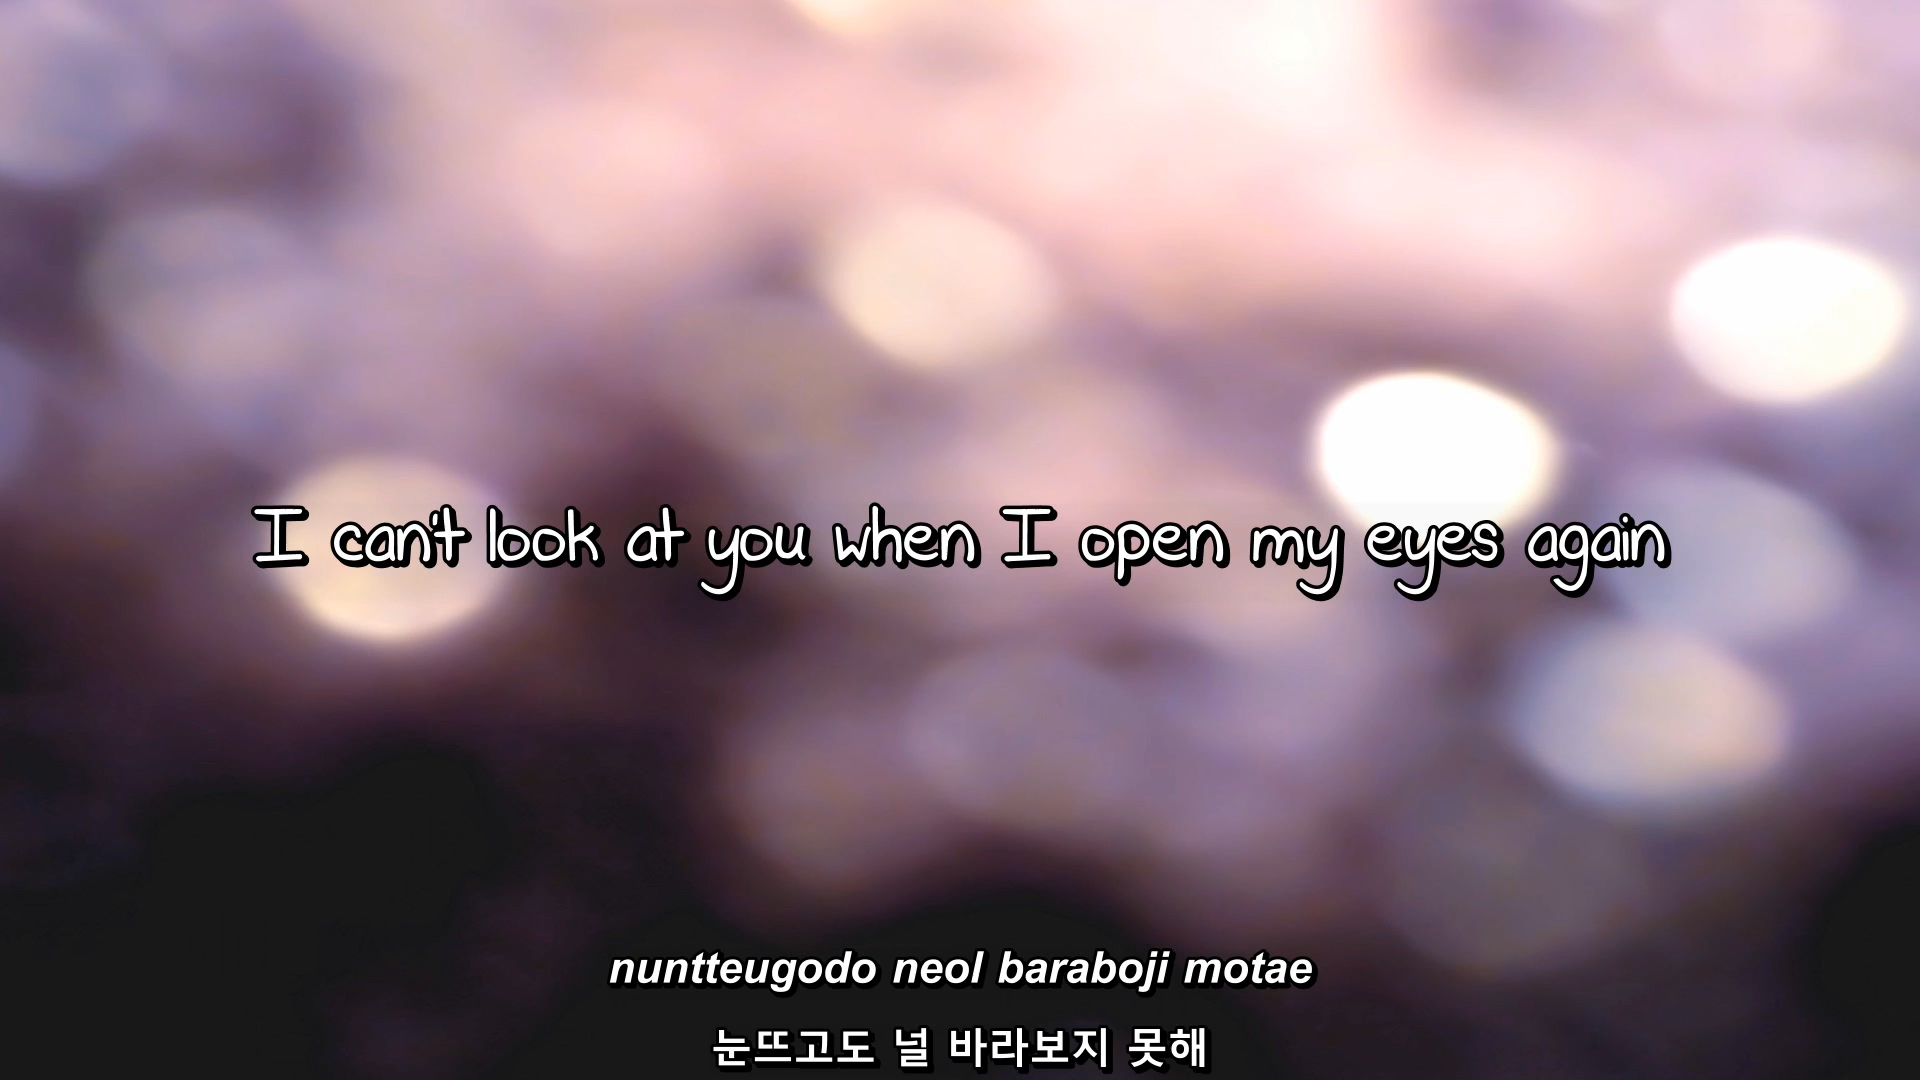 I can't look at you when I open my eyes again
nuntteugodo neol baraboji motae
눈뜨고도 널 바라보지 못해